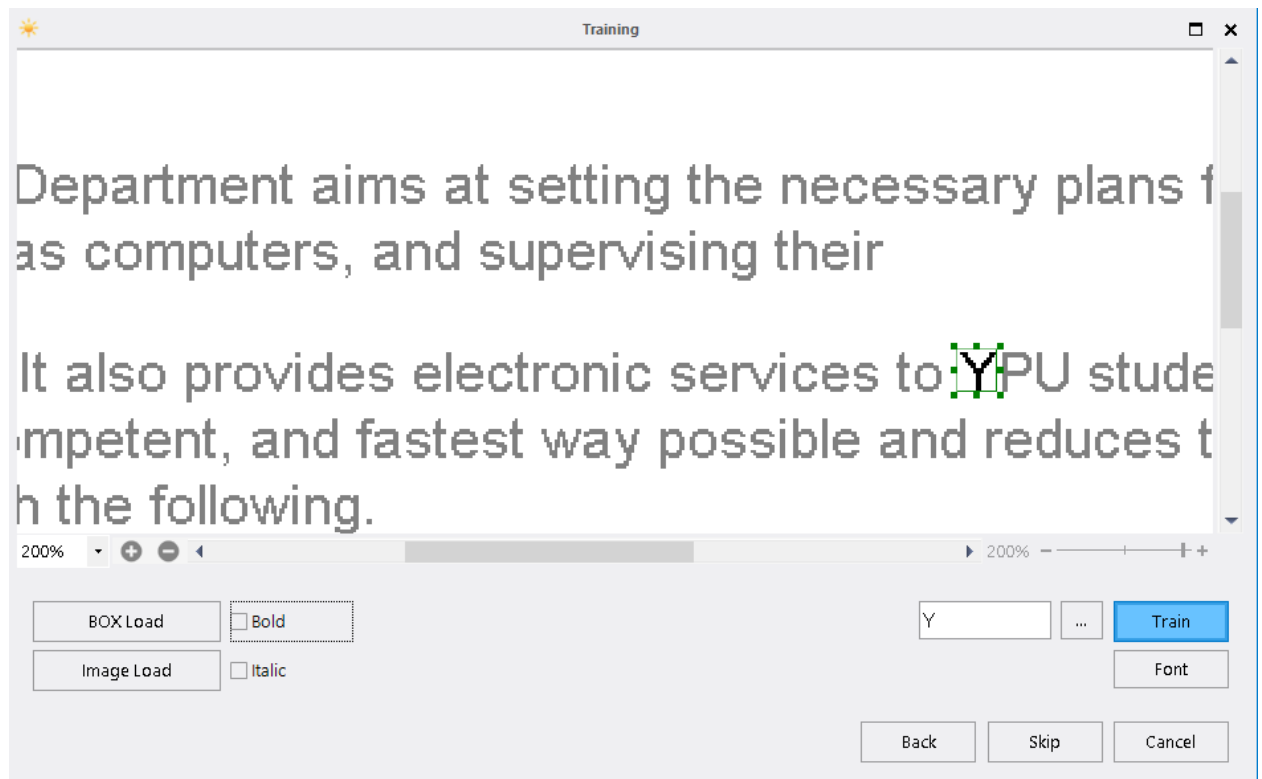 Training
Department aims at setting the necessary plans f
as computers, and supervising their
It also provides electronic services to YPU stude
mpetent, and fastest way possible and reduces t
h the following.
200%
200%
BOX Load
Bold
Y
...
Train
Image Load
Italic
Font
Back
Skip
Cancel